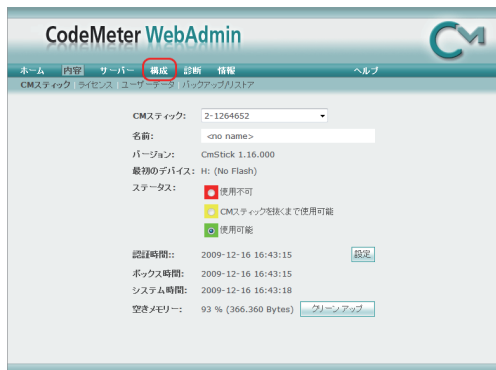 CodeMeter WebAdmin
CM
ホーム 内容 サーバー 構成 診断 情報 ヘルプ
CMスティック | ライセンス | ユーザーデータ | バックアップ/リストア
CMスティック: 2-1264652
名前: <no name>
バージョン: CmStick 1.16.000
最初のデバイス: H: (No Flash)
ステータス: 使用不可
CMスティックを抜くまで使用可能
使用可能
認証時間:: 2009-12-16 16:43:15 設定
ボックス時間: 2009-12-16 16:43:15
システム時間: 2009-12-16 16:43:18
空きメモリー: 93 % (366.360 Bytes) クリーンアップ